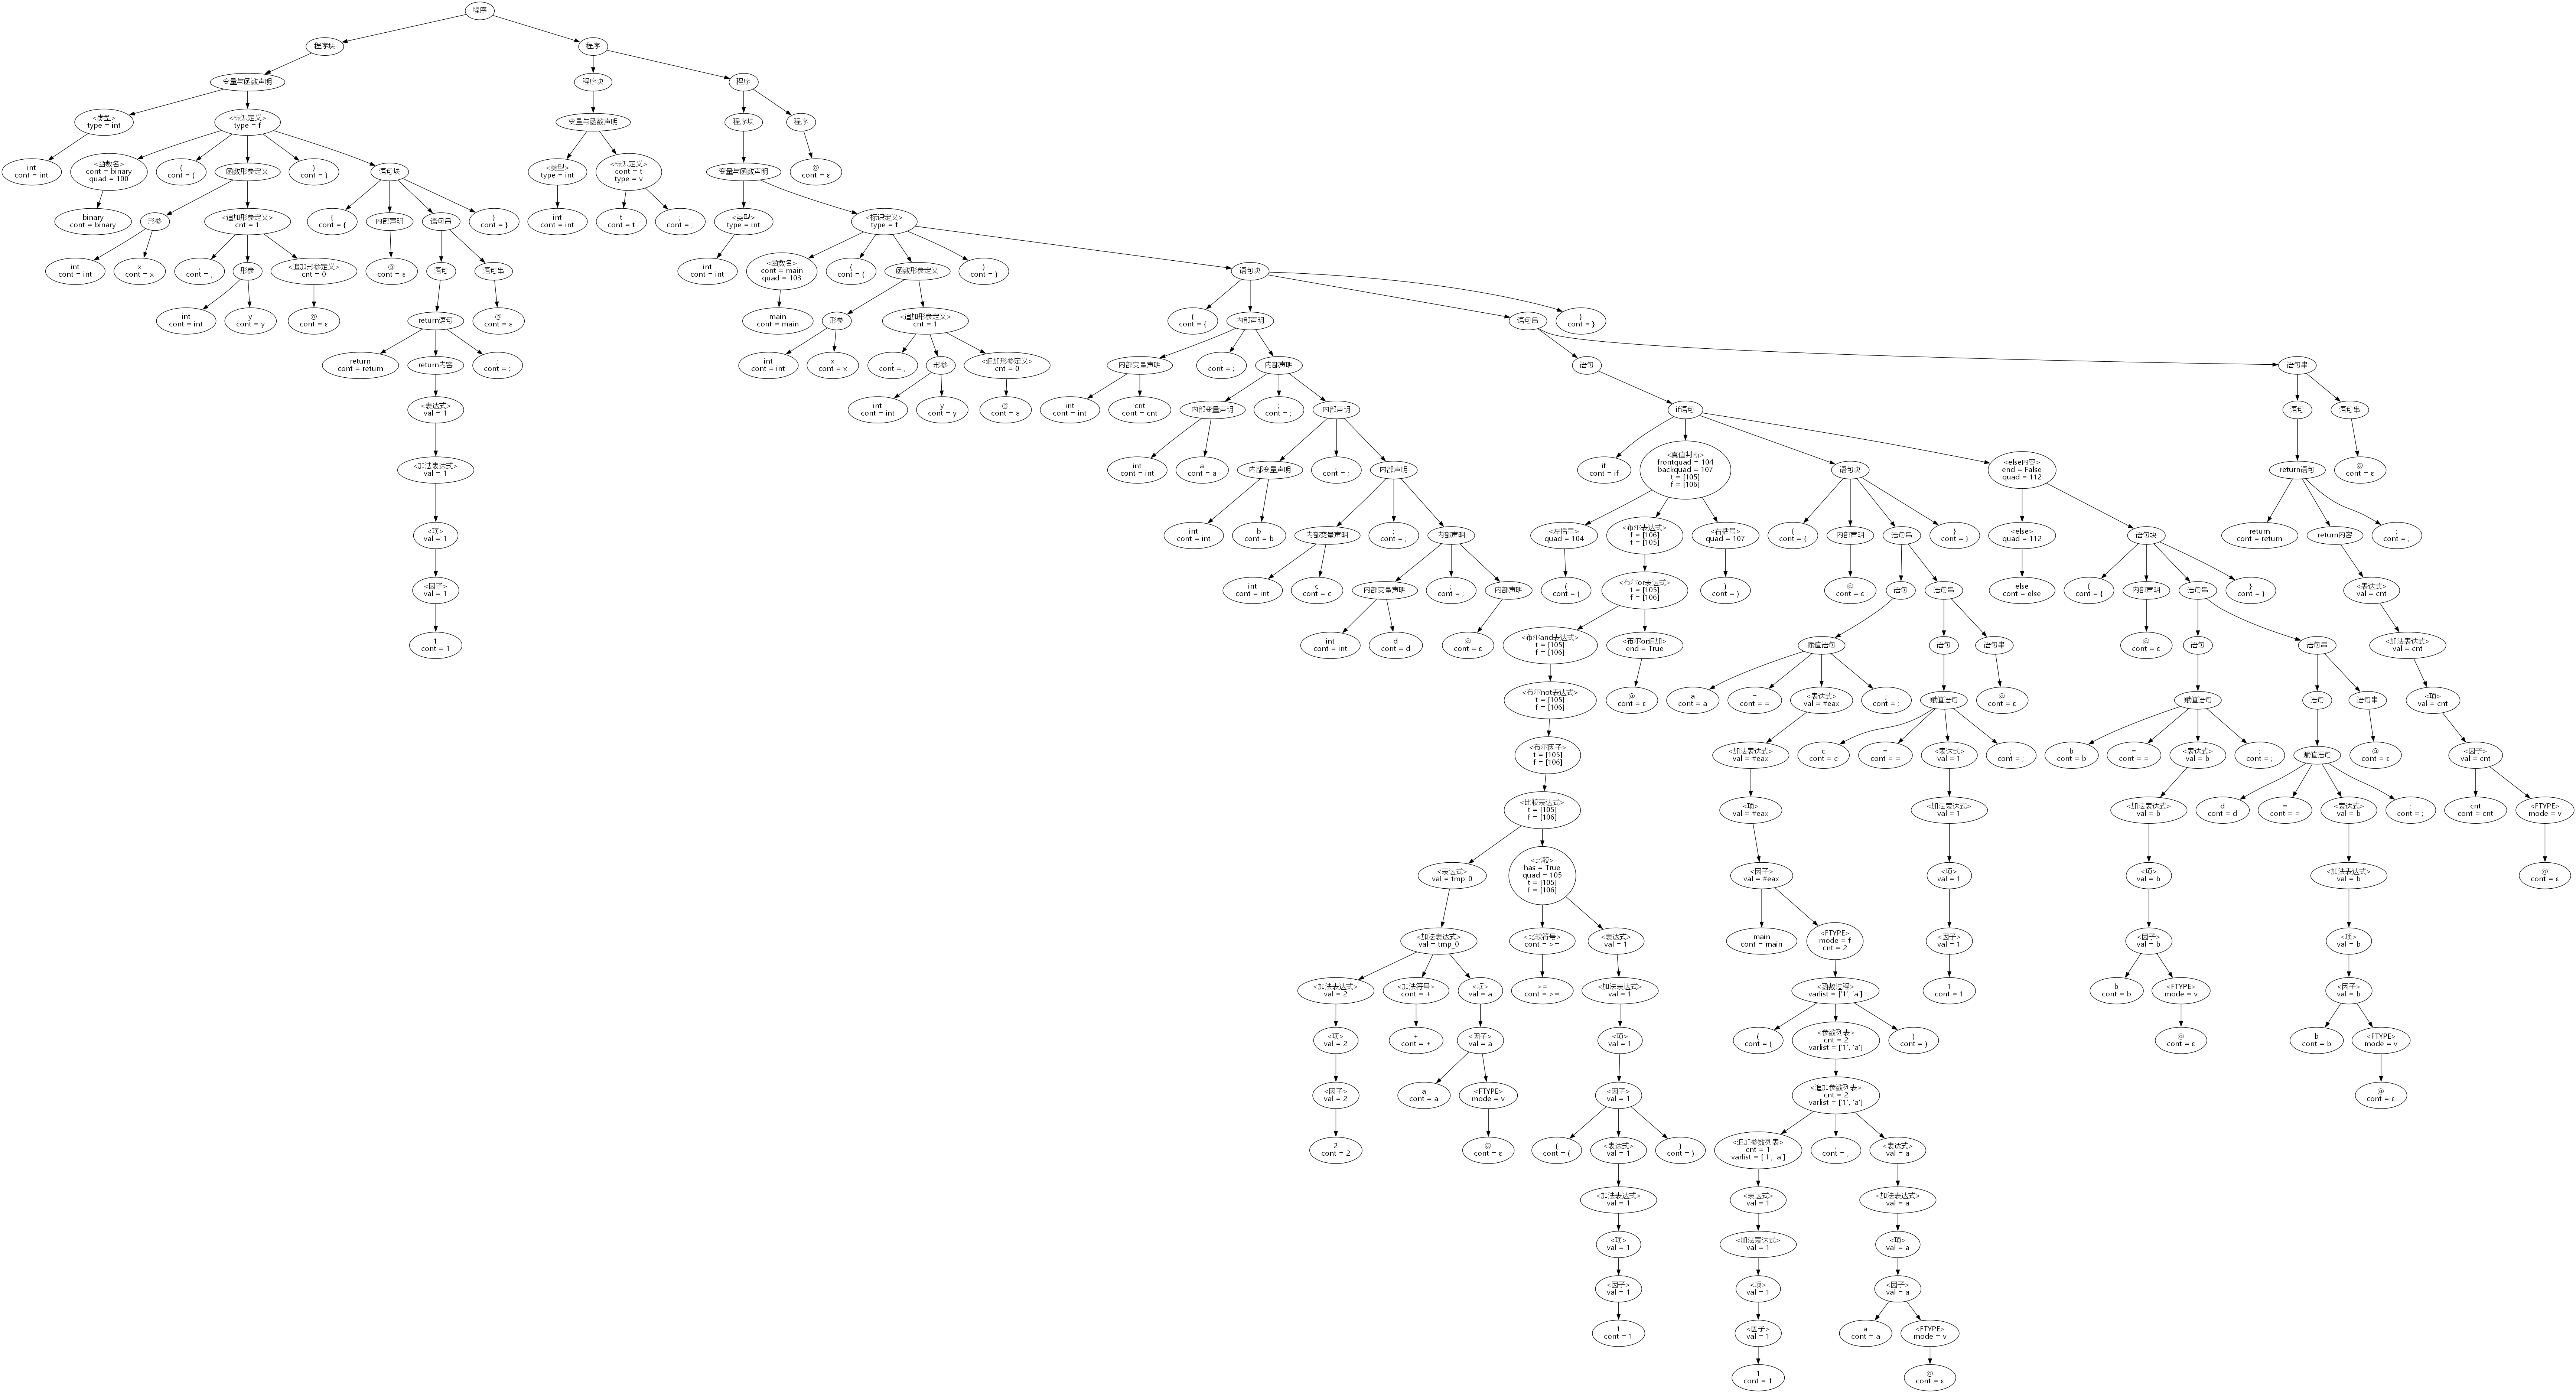 程序
程序块
程序
变量与函数声明
程序块
程序
<类型>
type = int
<标识定义>
type = f
变量与函数声明
程序块
程序
int
cont = int
<函数名>
cont = binary
quad = 100
(
cont = (
函数形参定义
)
cont = )
语句块
<类型>
type = int
<标识定义>
cont = t
type = v
变量与函数声明
@
cont = ε
binary
cont = binary
形参
<追加形参定义>
cnt = 1
{
cont = {
内部声明
语句串
}
cont = }
int
cont = int
t
cont = t
;
cont = ;
<类型>
type = int
<标识定义>
type = f
int
cont = int
x
cont = x
,
cont = ,
形参
<追加形参定义>
cnt = 0
@
cont = ε
语句
语句串
int
cont = int
<函数名>
cont = main
quad = 103
(
cont = (
函数形参定义
)
cont = )
语句块
int
cont = int
y
cont = y
@
cont = ε
return语句
@
cont = ε
main
cont = main
形参
<追加形参定义>
cnt = 1
{
cont = {
内部声明
语句串
}
cont = }
return
cont = return
return内容
;
cont = ;
int
cont = int
x
cont = x
,
cont = ,
形参
<追加形参定义>
cnt = 0
内部变量声明
;
cont = ;
内部声明
语句
语句串
<表达式>
val = 1
int
cont = int
y
cont = y
@
cont = ε
int
cont = int
cnt
cont = cnt
内部变量声明
;
cont = ;
内部声明
if语句
语句
语句串
<加法表达式>
val = 1
int
cont = int
a
cont = a
内部变量声明
;
cont = ;
内部声明
if
cont = if
<真值判断>
frontquad = 104
backquad = 107
t = [105]
f = [106]
语句块
<else内容>
end = False
quad = 112
return语句
@
cont = ε
<项>
val = 1
int
cont = int
b
cont = b
内部变量声明
;
cont = ;
内部声明
<左括号>
quad = 104
<布尔表达式>
f = [106]
t = [105]
<右括号>
quad = 107
{
cont = {
内部声明
语句串
}
cont = }
<else>
quad = 112
语句块
return
cont = return
return内容
;
cont = ;
<因子>
val = 1
int
cont = int
c
cont = c
内部变量声明
;
cont = ;
内部声明
(
cont = (
<布尔or表达式>
t = [105]
f = [106]
)
cont = )
@
cont = ε
语句
语句串
else
cont = else
{
cont = {
内部声明
语句串
}
cont = }
<表达式>
val = cnt
1
cont = 1
int
cont = int
d
cont = d
@
cont = ε
<布尔and表达式>
t = [105]
f = [106]
<布尔or追加>
end = True
赋值语句
语句
语句串
@
cont = ε
语句
语句串
<加法表达式>
val = cnt
<布尔not表达式>
t = [105]
f = [106]
@
cont = ε
a
cont = a
=
cont = =
<表达式>
val = #eax
;
cont = ;
赋值语句
@
cont = ε
赋值语句
语句
语句串
<项>
val = cnt
<布尔因子>
t = [105]
f = [106]
<加法表达式>
val = #eax
c
cont = c
=
cont = =
<表达式>
val = 1
;
cont = ;
b
cont = b
=
cont = =
<表达式>
val = b
;
cont = ;
赋值语句
@
cont = ε
<因子>
val = cnt
<比较表达式>
t = [105]
f = [106]
<项>
val = #eax
<加法表达式>
val = 1
<加法表达式>
val = b
d
cont = d
=
cont = =
<表达式>
val = b
;
cont = ;
cnt
cont = cnt
<FTYPE>
mode = v
<表达式>
val = tmp_0
<比较>
has = True
quad = 105
t = [105]
f = [106]
<因子>
val = #eax
<项>
val = 1
<项>
val = b
<加法表达式>
val = b
@
cont = ε
<加法表达式>
val = tmp_0
<比较符号>
cont = >=
<表达式>
val = 1
main
cont = main
<FTYPE>
mode = f
cnt = 2
<因子>
val = 1
<因子>
val = b
<项>
val = b
<加法表达式>
val = 2
<加法符号>
cont = +
<项>
val = a
>=
cont = >=
<加法表达式>
val = 1
<函数过程>
varlist = ['1', 'a']
1
cont = 1
b
cont = b
<FTYPE>
mode = v
<因子>
val = b
<项>
val = 2
+
cont = +
<因子>
val = a
<项>
val = 1
(
cont = (
<参数列表>
cnt = 2
varlist = ['1', 'a']
)
cont = )
@
cont = ε
b
cont = b
<FTYPE>
mode = v
<因子>
val = 2
a
cont = a
<FTYPE>
mode = v
<因子>
val = 1
<追加参数列表>
cnt = 2
varlist = ['1', 'a']
@
cont = ε
2
cont = 2
@
cont = ε
(
cont = (
<表达式>
val = 1
)
cont = )
<追加参数列表>
cnt = 1
varlist = ['1', 'a']
,
cont = ,
<表达式>
val = a
<加法表达式>
val = 1
<表达式>
val = 1
<加法表达式>
val = a
<项>
val = 1
<加法表达式>
val = 1
<项>
val = a
<因子>
val = 1
<项>
val = 1
<因子>
val = a
1
cont = 1
<因子>
val = 1
a
cont = a
<FTYPE>
mode = v
1
cont = 1
@
cont = ε